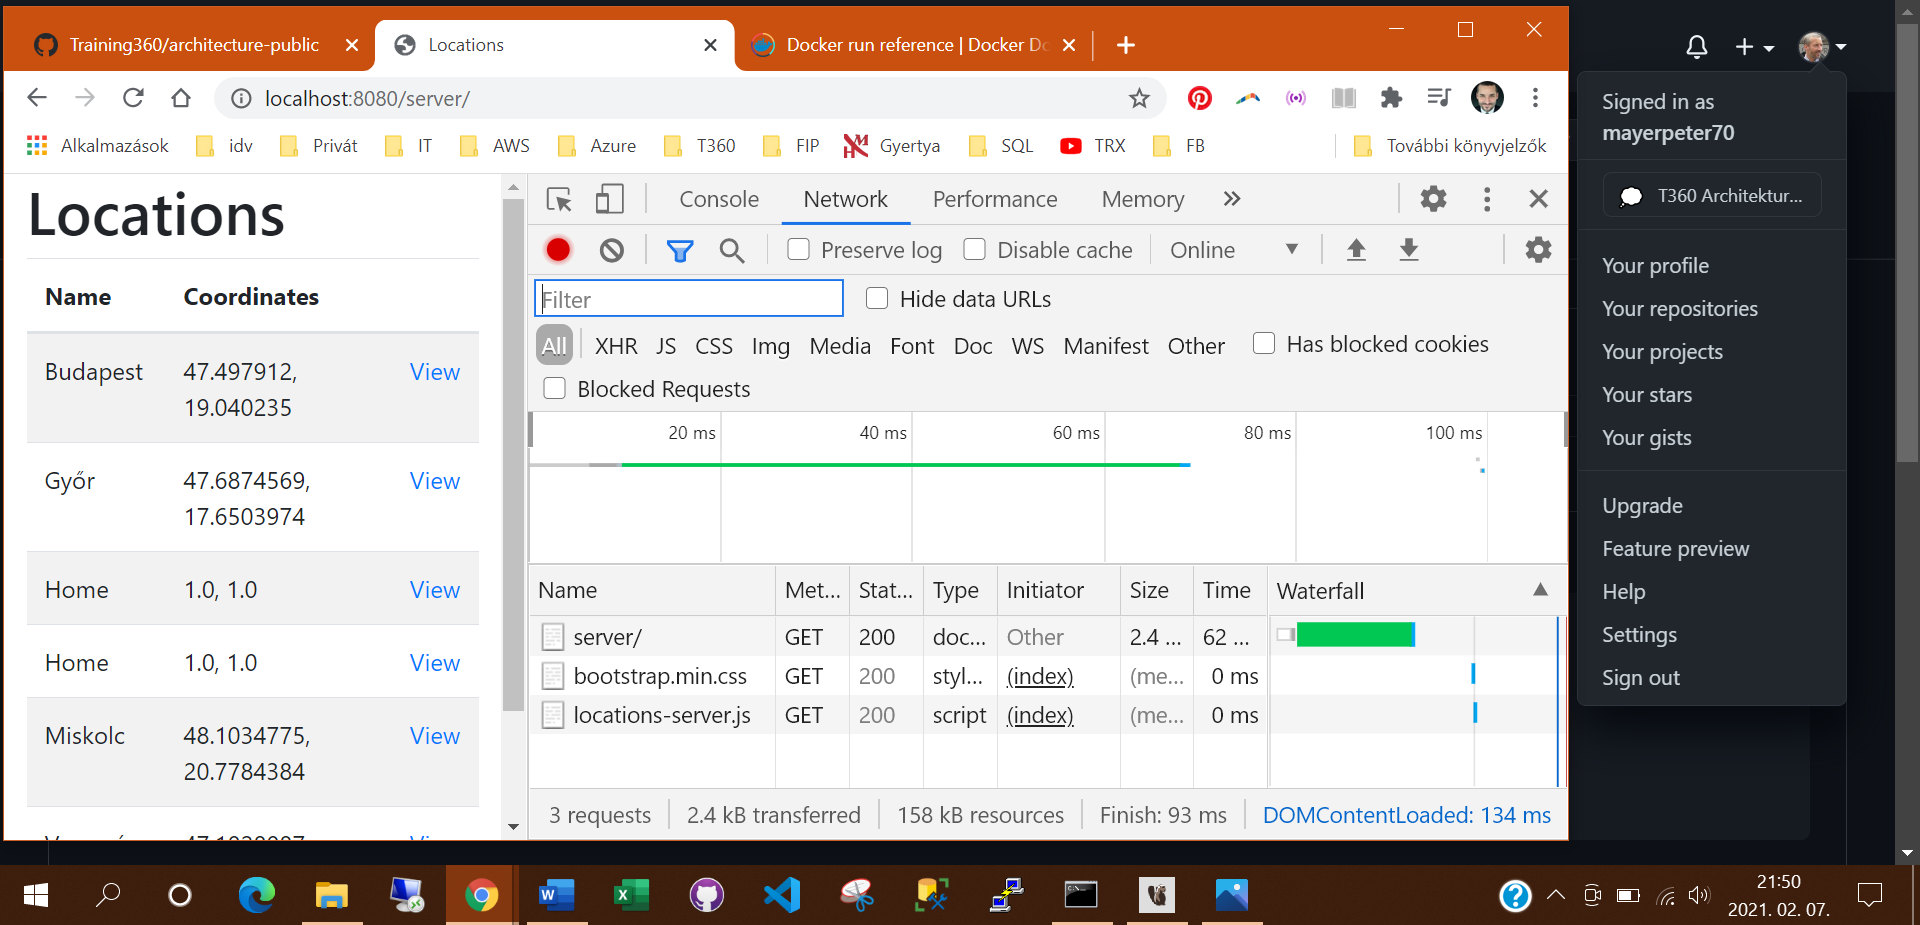 Training360/architecture-public
Locations
Docker run reference | Docker Do
localhost:8080/server/
Alkalmazások
idv
Privát
IT
AWS
Azure
T360
FIP
Gyertya
SQL
TRX
FB
További könyvjelzők
Locations
Name Coordinates
Budapest 47.497912, View
19.040235
Győr 47.6874569, View
17.6503974
Home 1.0, 1.0 View
Home 1.0, 1.0 View
Miskolc 48.1034775, View
20.7784384
Console Network Performance Memory
Preserve log Disable cache Online
Filter Hide data URLs
All XHR JS CSS Img Media Font Doc WS Manifest Other Has blocked cookies
Blocked Requests
20 ms 40 ms 60 ms 80 ms 100 ms
Name Met... Stat... Type Initiator Size Time Waterfall
server/ GET 200 doc... Other 2.4 ... 62 ...
bootstrap.min.css GET 200 styl... (index) (me... 0 ms
locations-server.js GET 200 script (index) (me... 0 ms
3 requests 2.4 kB transferred 158 kB resources Finish: 93 ms DOMContentLoaded: 134 ms
Signed in as
mayerpeter70
T360 Architektur...
Your profile
Your repositories
Your projects
Your stars
Your gists
Upgrade
Feature preview
Help
Settings
Sign out
21:50
2021. 02. 07.